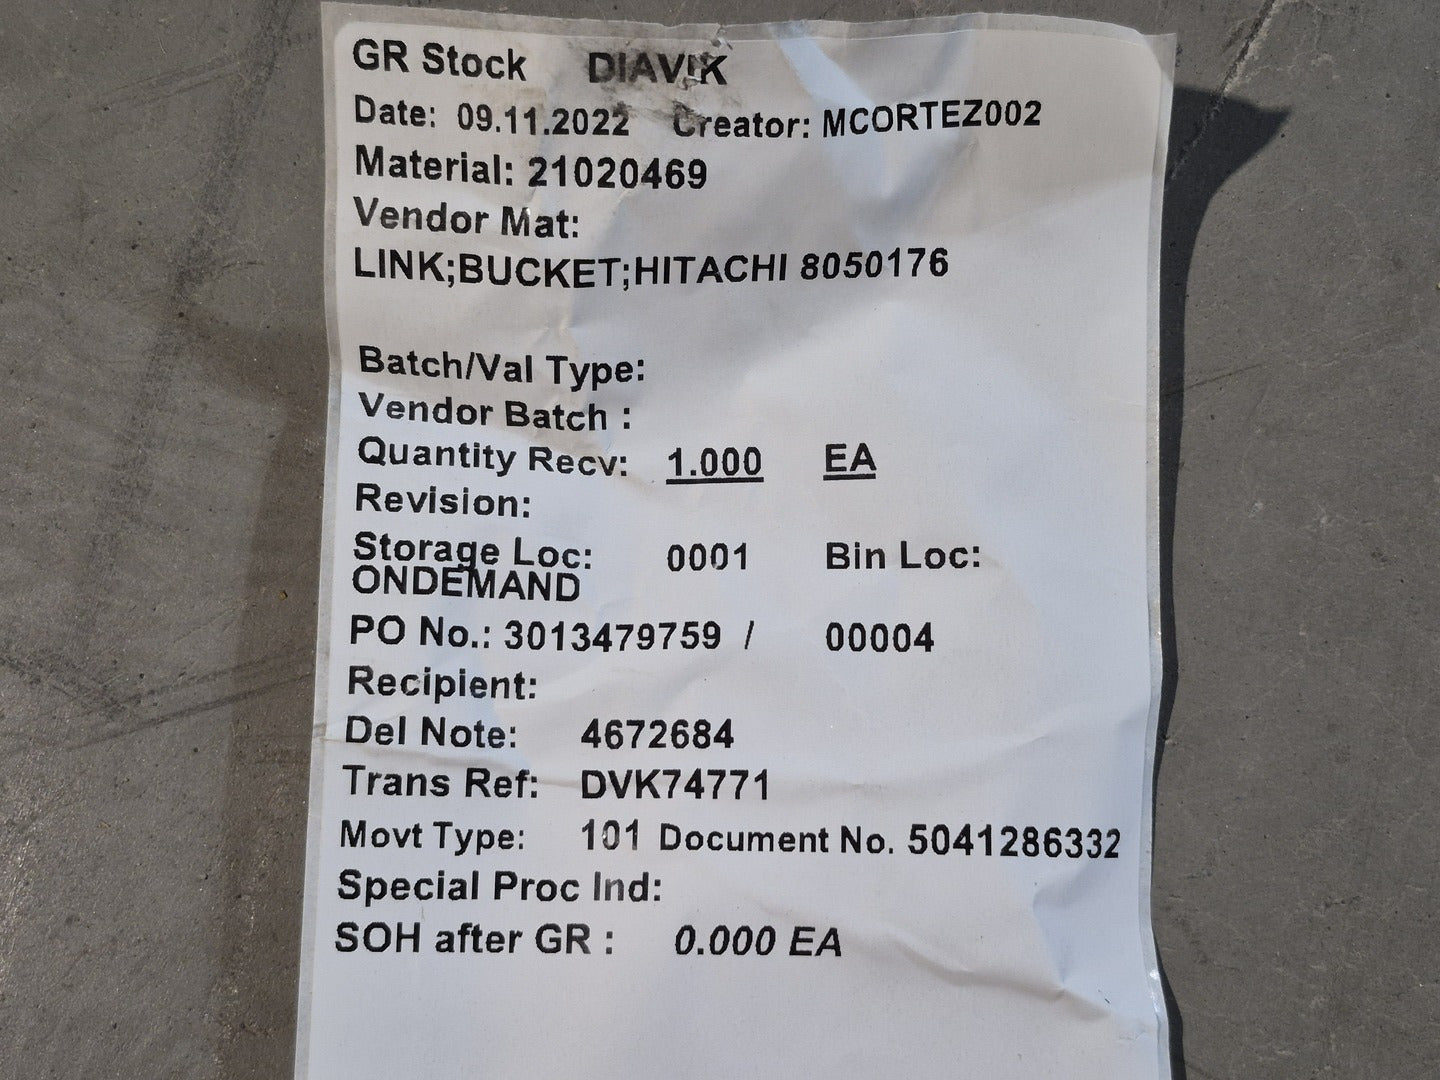 GR Stock DIAVIK
Date: 09.11.2022 Creator: MCORTEZ002
Material: 21020469
Vendor Mat:
LINK;BUCKET;HITACHI 8050176
Batch/Val Type:
Vendor Batch :
Quantity Recv: 1.000 EA
Revision:
Storage Loc: 0001 Bin Loc:
ONDEMAND
PO No.: 3013479759 / 00004
Recipient:
Del Note: 4672684
Trans Ref: DVK74771
Movt Type: 101 Document No. 5041286332
Special Proc Ind:
SOH after GR : 0.000 EA